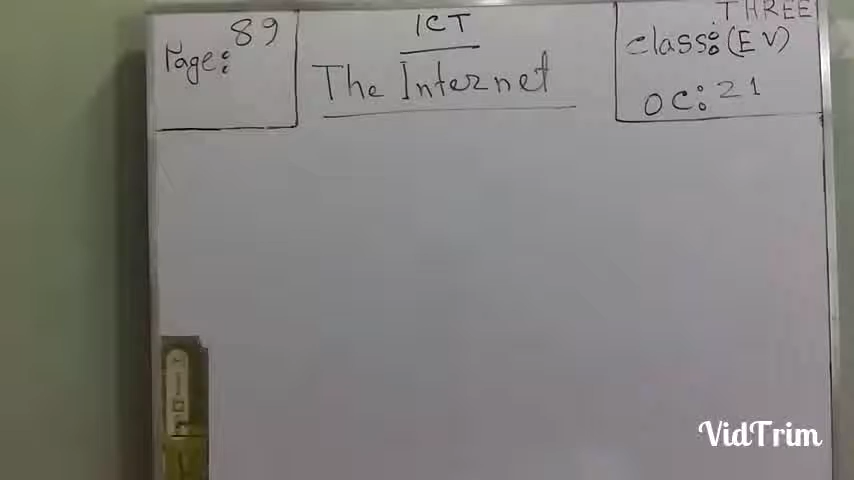 Page: 89
ICT
The Internet
THREE
Class: (EV)
OC: 21
VidTrim